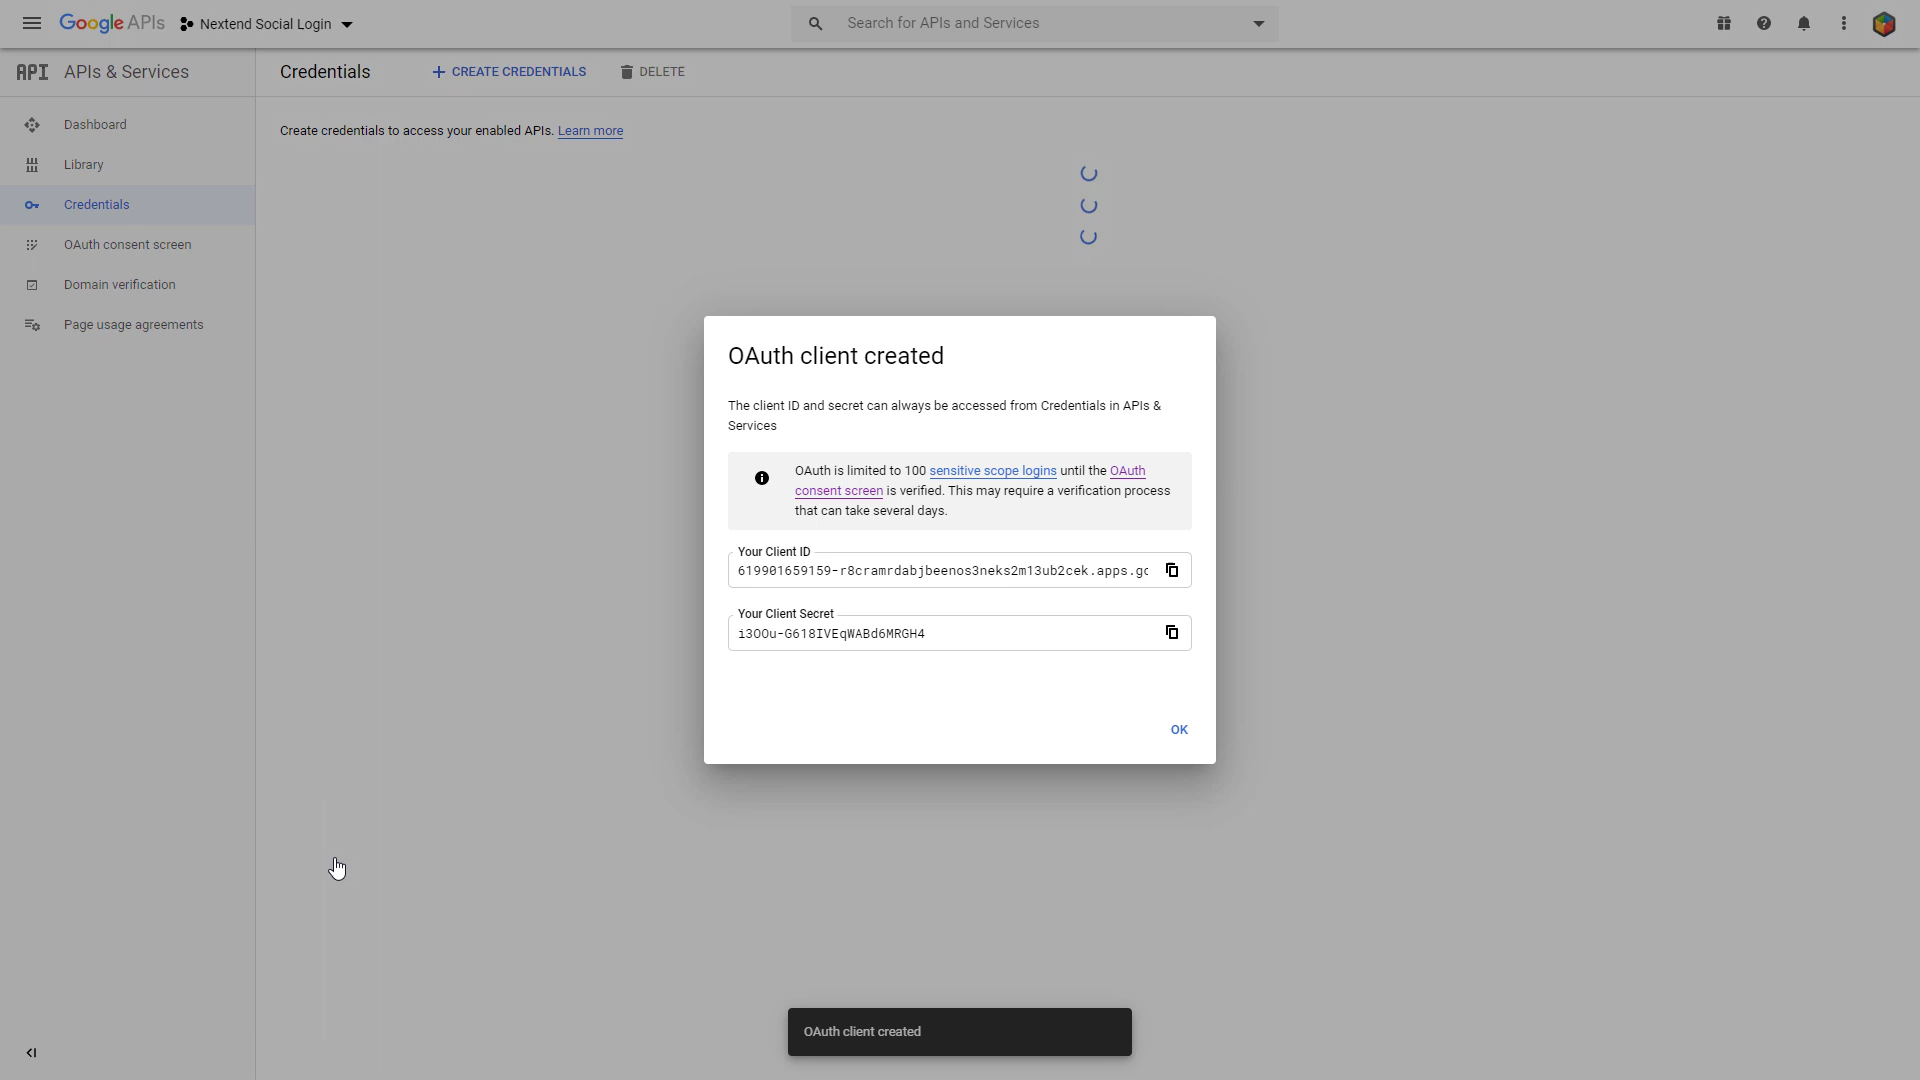 Google APIs
Nextend Social Login
Search for APIs and Services
API APIs & Services
Credentials
CREATE CREDENTIALS
DELETE
Dashboard
Library
Credentials
OAuth consent screen
Domain verification
Page usage agreements
Create credentials to access your enabled APIs. Learn more
OAuth client created
The client ID and secret can always be accessed from Credentials in APIs &
Services
OAuth is limited to 100 sensitive scope logins until the OAuth
consent screen is verified. This may require a verification process
that can take several days.
Your Client ID
619901659159-r8cramrdabjbeenos3neks2m13ub2cek.apps.gc
Your Client Secret
i3OOu-G618IVEqWABd6MRGH4
OK
OAuth client created